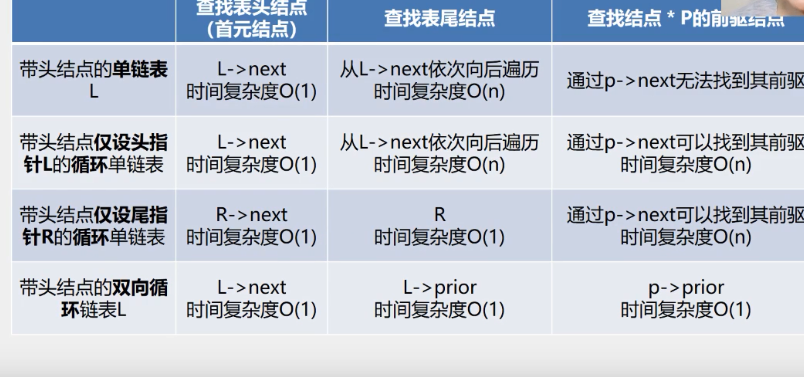 查找表头结点
(首元结点)
查找表尾结点
查找结点 * P的前驱结点
带头结点的单链表
L
L->next
时间复杂度O(1)
从L->next依次向后遍历
时间复杂度O(n)
通过p->next无法找到其前驱
带头结点仅设头指
针L的循环单链表
L->next
时间复杂度O(1)
从L->next依次向后遍历
时间复杂度O(n)
通过p->next可以找到其前驱
时间复杂度O(n)
带头结点仅设尾指
针R的循环单链表
R->next
时间复杂度O(1)
R
时间复杂度O(1)
通过p->next可以找到其前驱
时间复杂度O(n)
带头结点的双向循
环链表L
L->next
时间复杂度O(1)
L->prior
时间复杂度O(1)
p->prior
时间复杂度O(1)